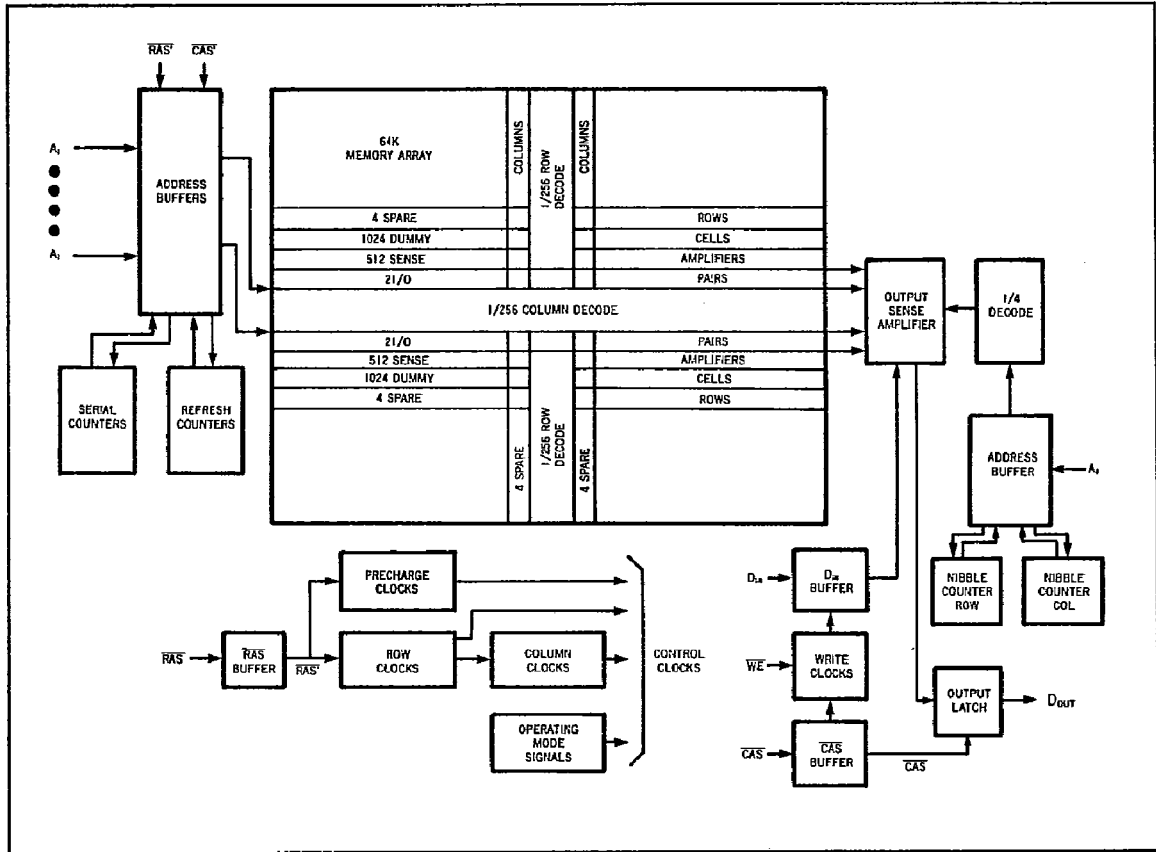 RAS' CAS'
A₀
ADDRESS
BUFFERS
SERIAL
COUNTERS
REFRESH
COUNTERS
64K
MEMORY ARRAY
COLUMNS
1/256 ROW
DECODE
COLUMNS
4 SPARE ROWS
1024 DUMMY CELLS
512 SENSE AMPLIFIERS
2 I/O PAIRS
1/256 COLUMN DECODE
2 I/O PAIRS
512 SENSE AMPLIFIERS
1024 DUMMY CELLS
4 SPARE ROWS
4 SPARE
1/256 ROW
DECODE
4 SPARE
OUTPUT
SENSE
AMPLIFIER
1/4
DECODE
ADDRESS
BUFFER
NIBBLE
COUNTER
ROW
NIBBLE
COUNTER
COL
PRECHARGE
CLOCKS
RAS
RAS
BUFFER
RAS'
ROW
CLOCKS
COLUMN
CLOCKS
CONTROL
CLOCKS
OPERATING
MODE
SIGNALS
Din
Din
BUFFER
WE
WRITE
CLOCKS
CAS
CAS
BUFFER
CAS
OUTPUT
LATCH
DOUT